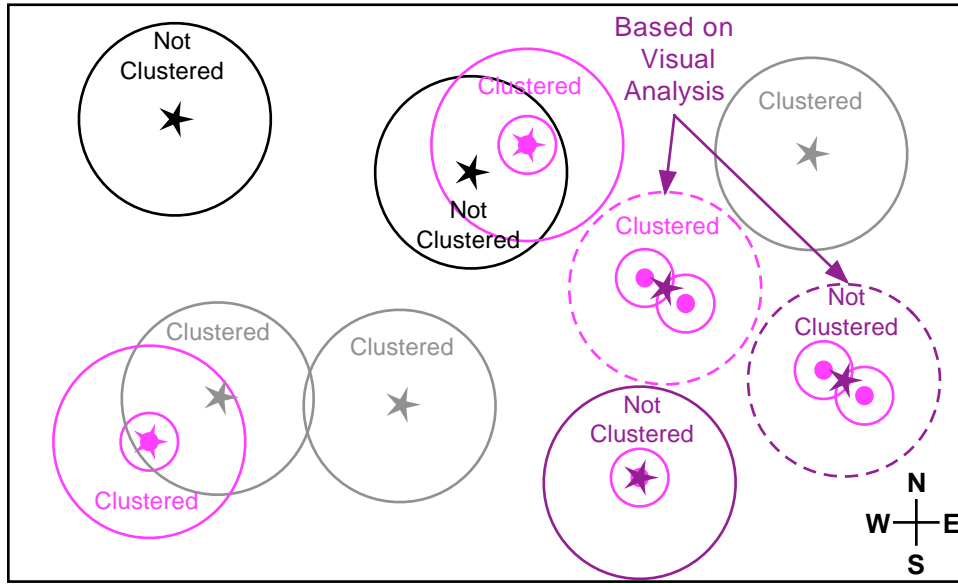 Not
Clustered
Clustered
Not
Clustered
Based on
Visual
Analysis
Clustered
Clustered
Not
Clustered
Clustered
Clustered
Clustered
Not
Clustered
N
W
E
S